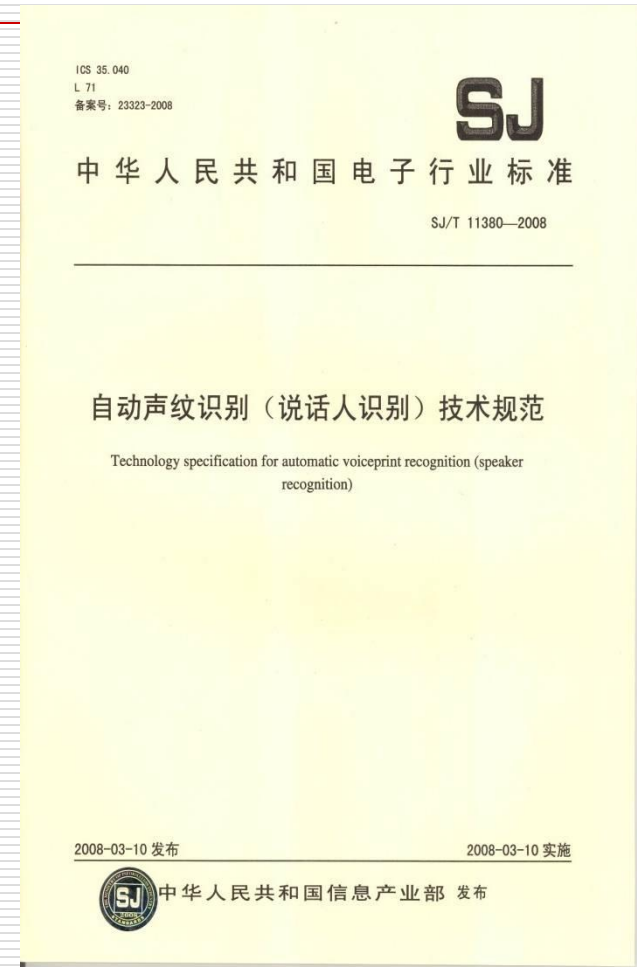 ICS 35.040
L 71
备案号：23323-2008
SJ
中华人民共和国电子行业标准
SJ/T 11380—2008
自动声纹识别（说话人识别）技术规范
Technology specification for automatic voiceprint recognition (speaker
recognition)
2008-03-10 发布
2008-03-10 实施
SJ
中华人民共和国信息产业部 发布